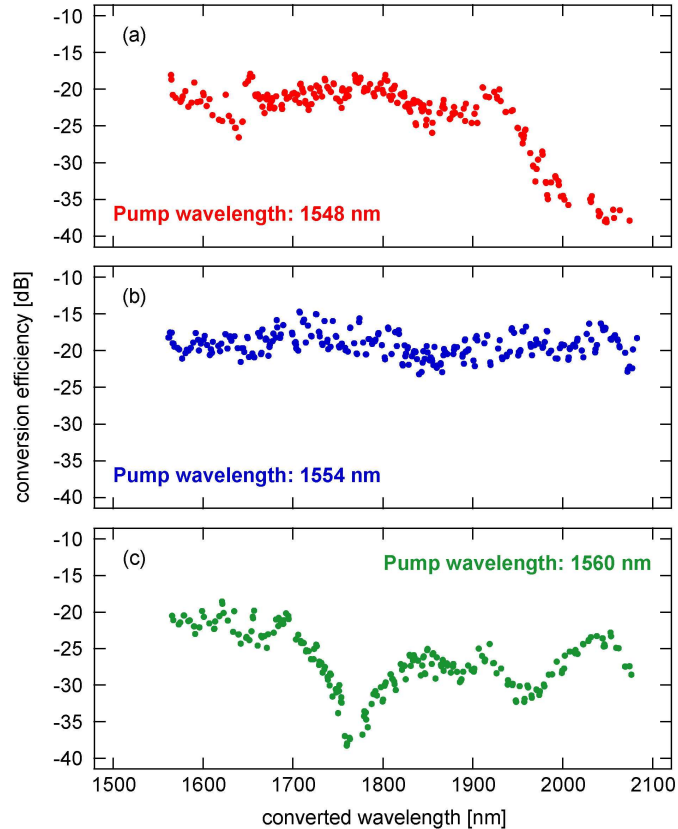 -10
(a)
-15
-20
-25
-30
-35
Pump wavelength: 1548 nm
-40
-10
(b)
-15
-20
-25
-30
-35
Pump wavelength: 1554 nm
-40
conversion efficiency [dB]
-10
(c)
Pump wavelength: 1560 nm
-15
-20
-25
-30
-35
-40
1500 1600 1700 1800 1900 2000 2100
converted wavelength [nm]